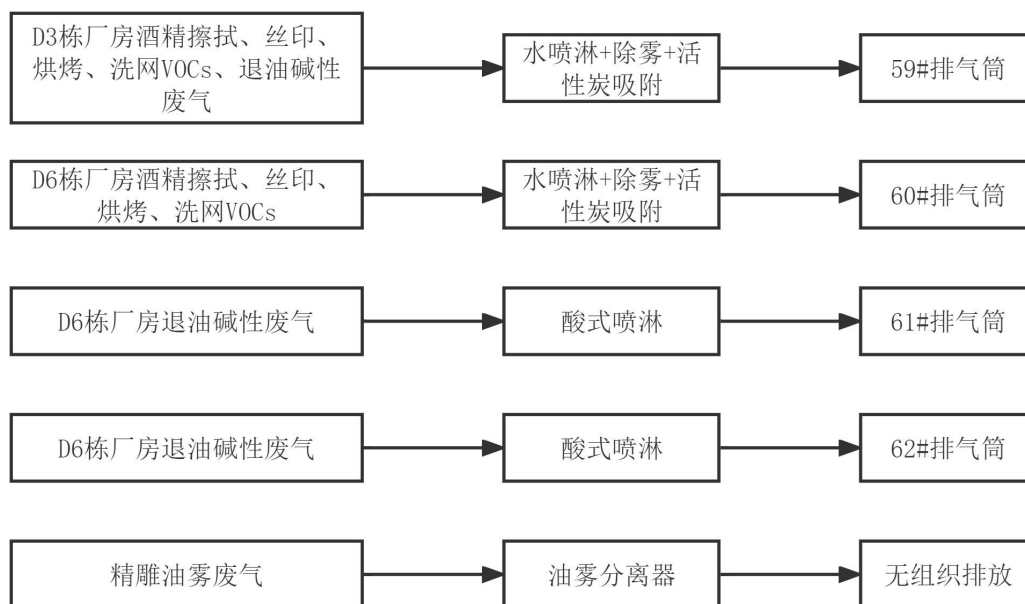 D3栋厂房酒精擦拭、丝印、
烘烤、洗网VOCs、退油碱性
废气
水喷淋+除雾+活
性炭吸附
59#排气筒
D6栋厂房酒精擦拭、丝印、
烘烤、洗网VOCs
水喷淋+除雾+活
性炭吸附
60#排气筒
D6栋厂房退油碱性废气
酸式喷淋
61#排气筒
D6栋厂房退油碱性废气
酸式喷淋
62#排气筒
精雕油雾废气
油雾分离器
无组织排放